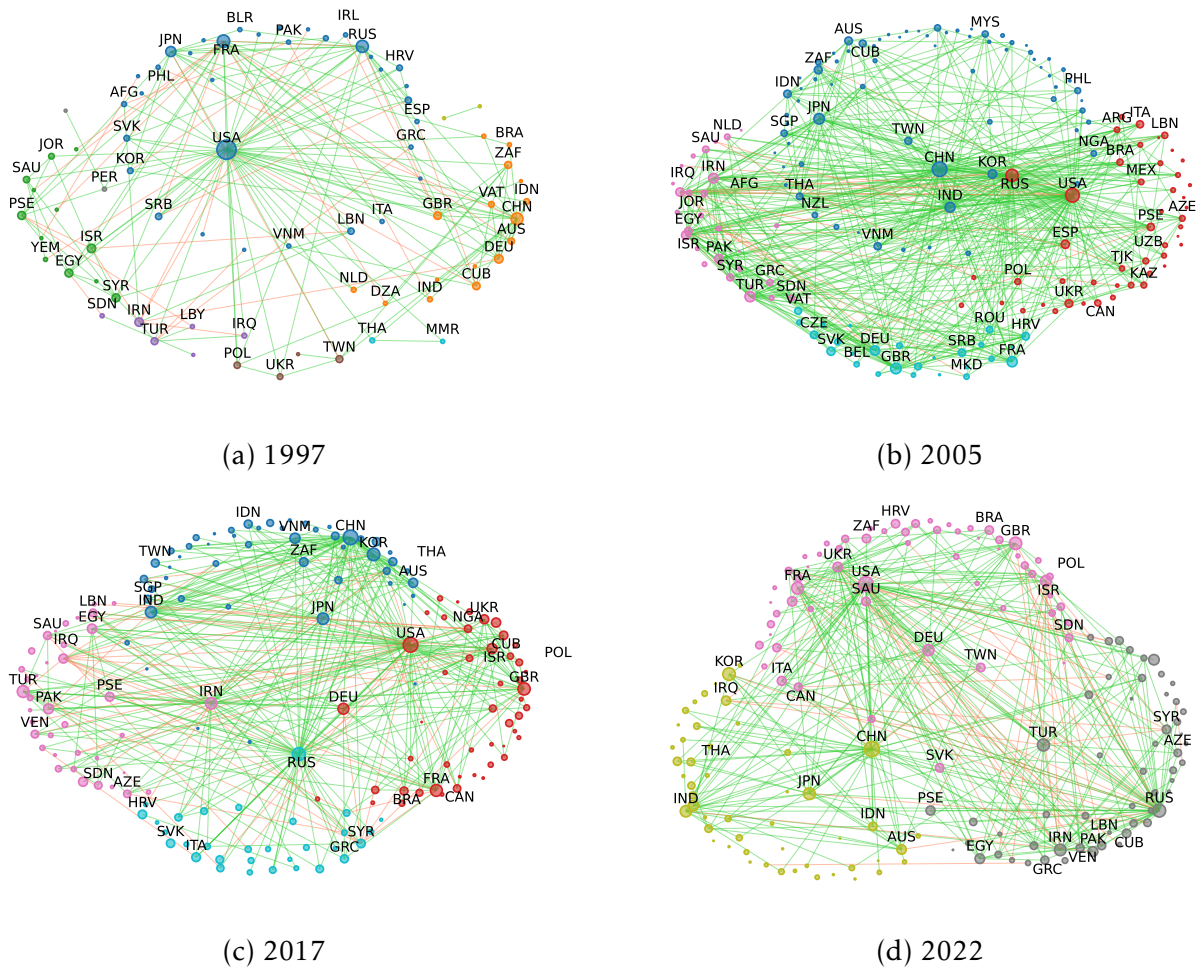 BLR
PAK
IRL
JPN
FRA
RUS
HRV
PHL
AFG
ESP
SVK
USA
GRC
BRA
JOR
KOR
ZAF
SAU
PER
VAT
IDN
PSE
SRB
LBN
ITA
GBR
CHN
AUS
YEM
ISR
VNM
DEU
EGY
SYR
NLD
CUB
SDN
IRN
LBY
DZA
IND
TUR
IRQ
THA
MMR
POL
UKR
TWN
(a) 1997
AUS
MYS
ZAF
CUB
IDN
PHL
JPN
SGP
TWN
ARG
ITA
LBN
NLD
SAU
NGA
BRA
IRN
CHN
KOR
RUS
USA
MEX
IRQ
AFG
JOR
THA
IND
EGY
NZL
PSE
AZE
ISR
VNM
ESP
UZB
PAK
SYR
GRC
POL
TJK
KAZ
TUR
SDN
VAT
UKR
CAN
CZE
ROU
HRV
SVK
DEU
SRB
BEL
GBR
MKD
FRA
(b) 2005
IDN
VNM
CHN
TWN
ZAF
KOR
THA
SGP
AUS
IND
LBN
EGY
JPN
UKR
NGA
SAU
USA
IRQ
CUB
ISR
POL
TUR
GBR
PAK
PSE
IRN
DEU
VEN
RUS
SDN
AZE
FRA
HRV
BRA
CAN
SVK
ITA
SYR
GRC
(c) 2017
HRV
BRA
ZAF
GBR
UKR
USA
POL
FRA
SAU
ISR
SDN
DEU
KOR
ITA
TWN
IRQ
CAN
CHN
TUR
SYR
THA
SVK
AZE
JPN
IND
PSE
RUS
IDN
LBN
AUS
EGY
IRN
PAK
CUB
VEN
GRC
(d) 2022